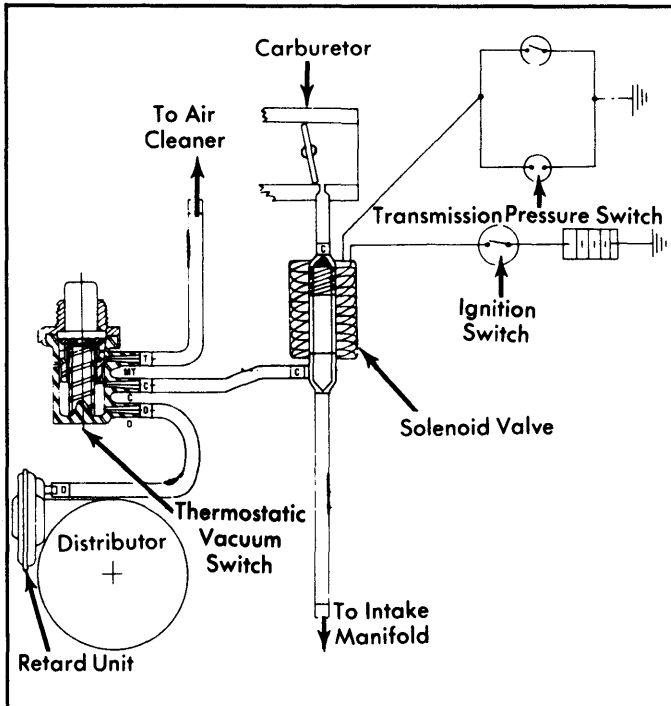 Carburetor
To Air
Cleaner
Transmission Pressure Switch
Ignition
Switch
C
T
MT
C
C
C
D
D
Solenoid Valve
D
Thermostatic
Vacuum
Switch
Distributor
To Intake
Manifold
Retard Unit